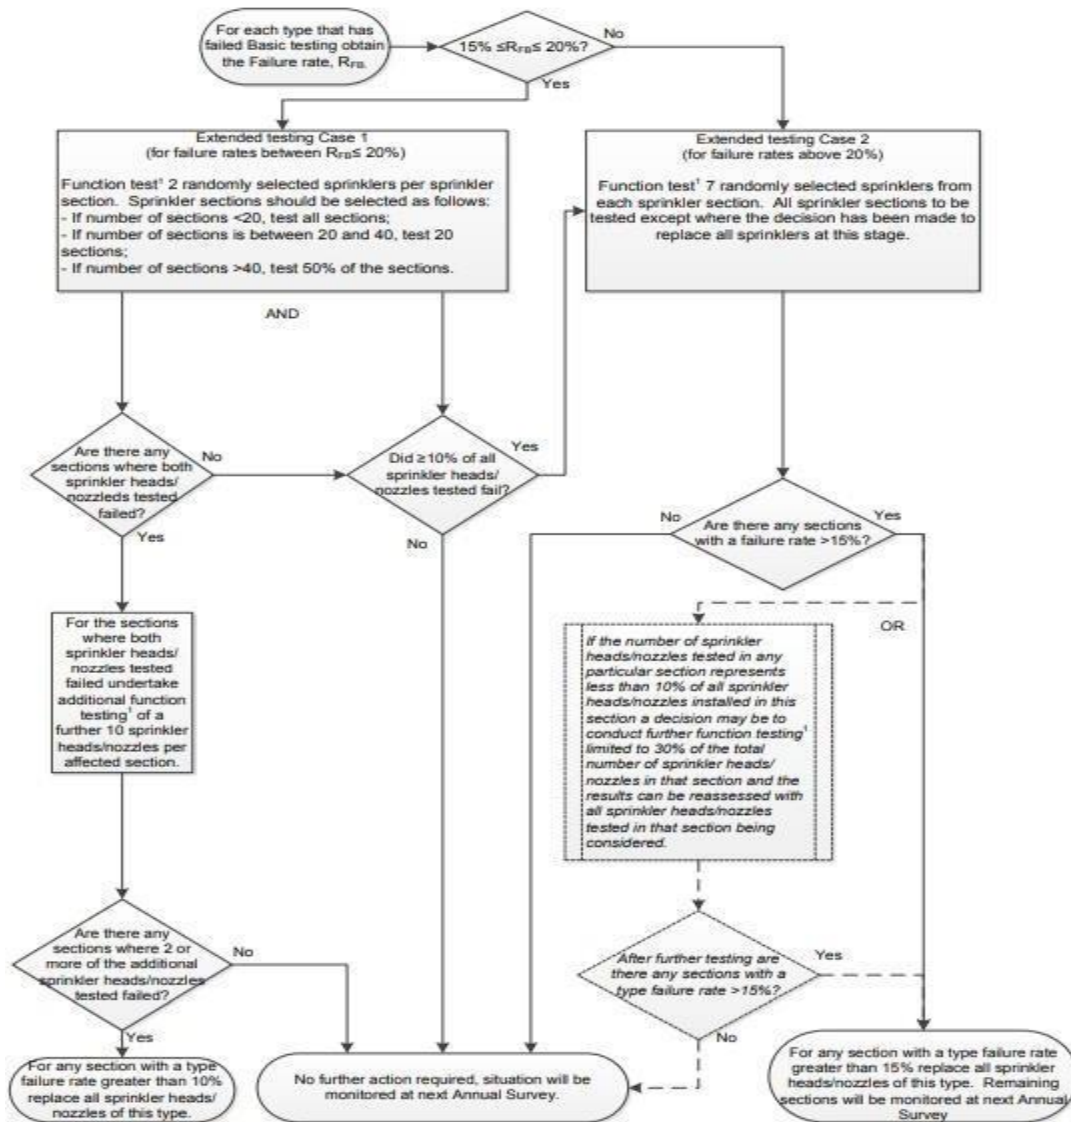 For each type that has
failed Basic testing obtain
the Failure rate, RFB.
15% ≤RFB≤ 20%?
No
Yes
Extended testing Case 1
(for failure rates between RFB≤ 20%)
Function test¹ 2 randomly selected sprinklers per sprinkler
section. Sprinkler sections should be selected as follows:
- If number of sections <20, test all sections;
- If number of sections is between 20 and 40, test 20
sections;
- If number of sections >40, test 50% of the sections.
Extended testing Case 2
(for failure rates above 20%)
Function test¹ 7 randomly selected sprinklers from
each sprinkler section. All sprinkler sections to be
tested except where the decision has been made to
replace all sprinklers at this stage.
AND
Are there any
sections where both
sprinkler heads/
nozzleds tested
failed?
No
Yes
Did ≥10% of all
sprinkler heads/
nozzles tested fail?
Yes
No
Are there any sections
with a failure rate >15%?
No
Yes
For the sections
where both
sprinkler heads/
nozzles tested
failed undertake
additional function
testing¹ of a
further 10 sprinkler
heads/nozzles per
affected section.
OR
If the number of sprinkler
heads/nozzles tested in any
particular section represents
less than 10% of all sprinkler
heads/nozzles installed in this
section a decision may be to
conduct further function testing¹
limited to 30% of the total
number of sprinkler heads/
nozzles in that section and the
results can be reassessed with
all sprinkler heads/nozzles
tested in that section being
considered.
Are there any
sections where 2 or
more of the additional
sprinkler heads/nozzles
tested failed?
No
Yes
After further testing are
there any sections with a
type failure rate >15%?
Yes
No
For any section with a type
failure rate greater than 10%
replace all sprinkler heads/
nozzles of this type.
No further action required, situation will be
monitored at next Annual Survey.
For any section with a type failure rate
greater than 15% replace all sprinkler
heads/nozzles of this type. Remaining
sections will be monitored at next Annual
Survey